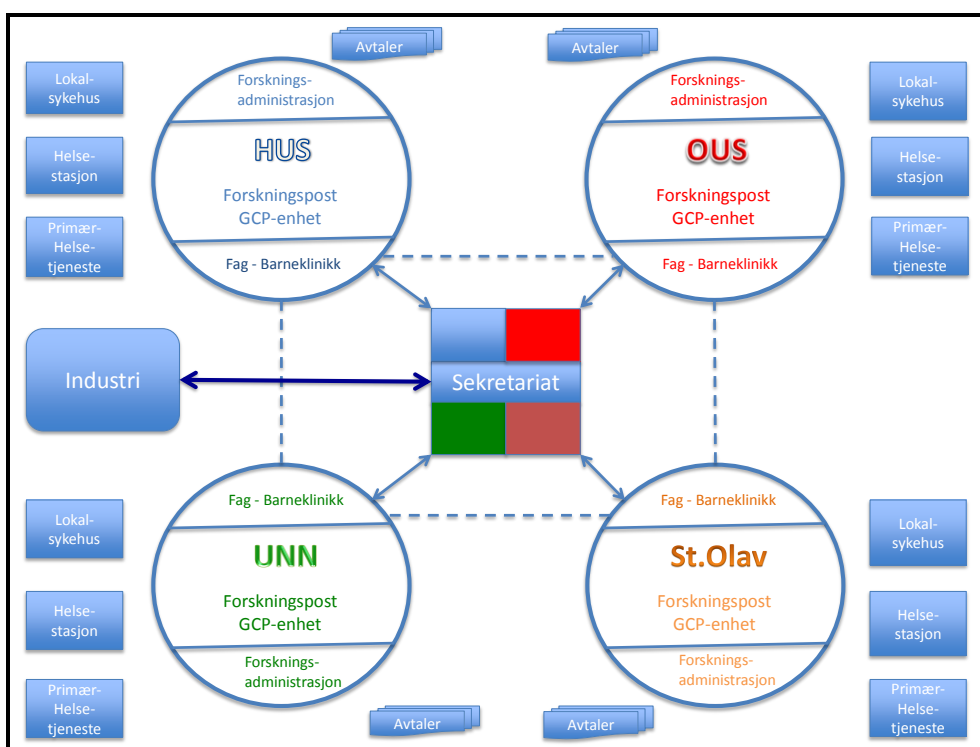 Avtaler
Avtaler
Lokal-
sykehus
Helse-
stasjon
Primær-
Helse-
tjeneste
Forsknings-
administrasjon
HUS
Forskningspost
GCP-enhet
Fag - Barneklinikk
Forsknings-
administrasjon
OUS
Forskningspost
GCP-enhet
Fag - Barneklinikk
Lokal-
sykehus
Helse-
stasjon
Primær-
Helse-
tjeneste
Industri
Sekretariat
Lokal-
sykehus
Helse-
stasjon
Primær-
Helse-
tjeneste
Fag - Barneklinikk
UNN
Forskningspost
GCP-enhet
Forsknings-
administrasjon
Fag - Barneklinikk
St.Olav
Forskningspost
GCP-enhet
Forsknings-
administrasjon
Lokal-
sykehus
Helse-
stasjon
Primær-
Helse-
tjeneste
Avtaler
Avtaler